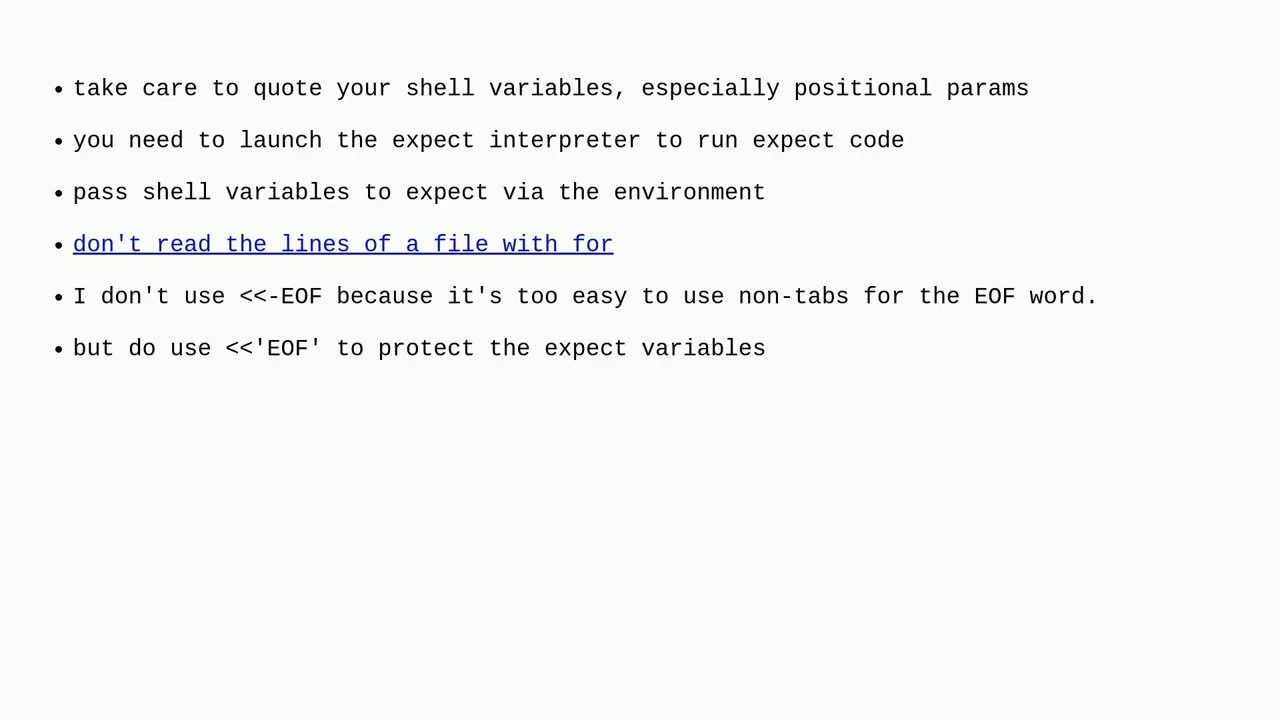 • take care to quote your shell variables, especially positional params
• you need to launch the expect interpreter to run expect code
• pass shell variables to expect via the environment
• don't read the lines of a file with for
• I don't use <<-EOF because it's too easy to use non-tabs for the EOF word.
• but do use <<'EOF' to protect the expect variables